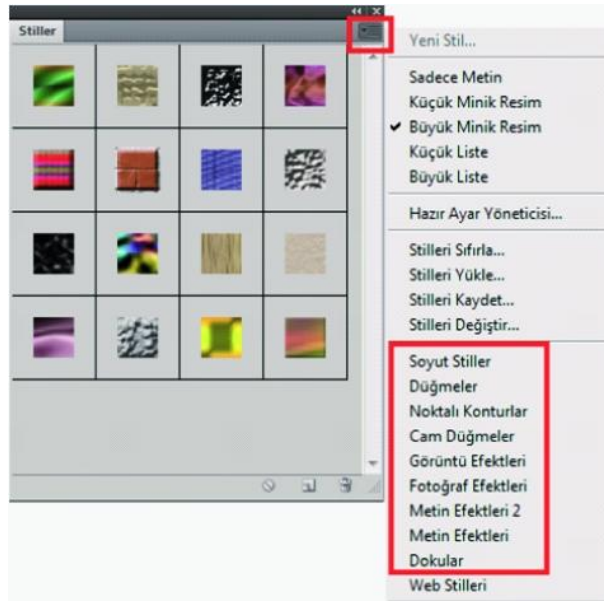 Stiller
Yeni Stil...
Sadece Metin
Küçük Minik Resim
Büyük Minik Resim
Küçük Liste
Büyük Liste
Hazır Ayar Yöneticisi...
Stilleri Sıfırla...
Stilleri Yükle...
Stilleri Kaydet...
Stilleri Değiştir...
Soyut Stiller
Düğmeler
Noktalı Konturlar
Cam Düğmeler
Görüntü Efektleri
Fotoğraf Efektleri
Metin Efektleri 2
Metin Efektleri
Dokular
Web Stilleri